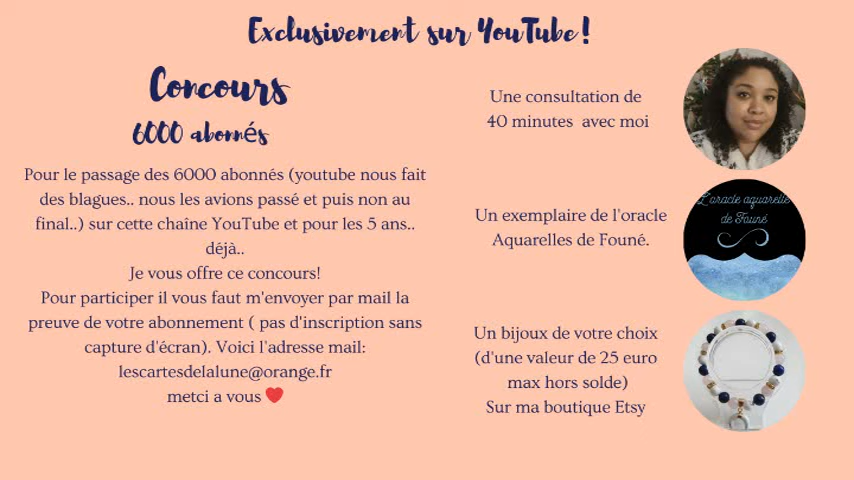 Exclusivement sur YouTube!
Concours
6000 abonnés
Pour le passage des 6000 abonnés (youtube nous fait
des blagues.. nous les avions passé et puis non au
final..) sur cette chaîne YouTube et pour les 5 ans..
déjà..
Je vous offre ce concours!
Pour participer il vous faut m'envoyer par mail la
preuve de votre abonnement ( pas d'inscription sans
capture d'écran). Voici l'adresse mail:
lescartesdelalune@orange.fr
metci a vous ❤
Une consultation de
40 minutes avec moi
Un exemplaire de l'oracle
Aquarelles de Founé.
L'oracle aquarelle
de Founé
Un bijoux de votre choix
(d'une valeur de 25 euro
max hors solde)
Sur ma boutique Etsy